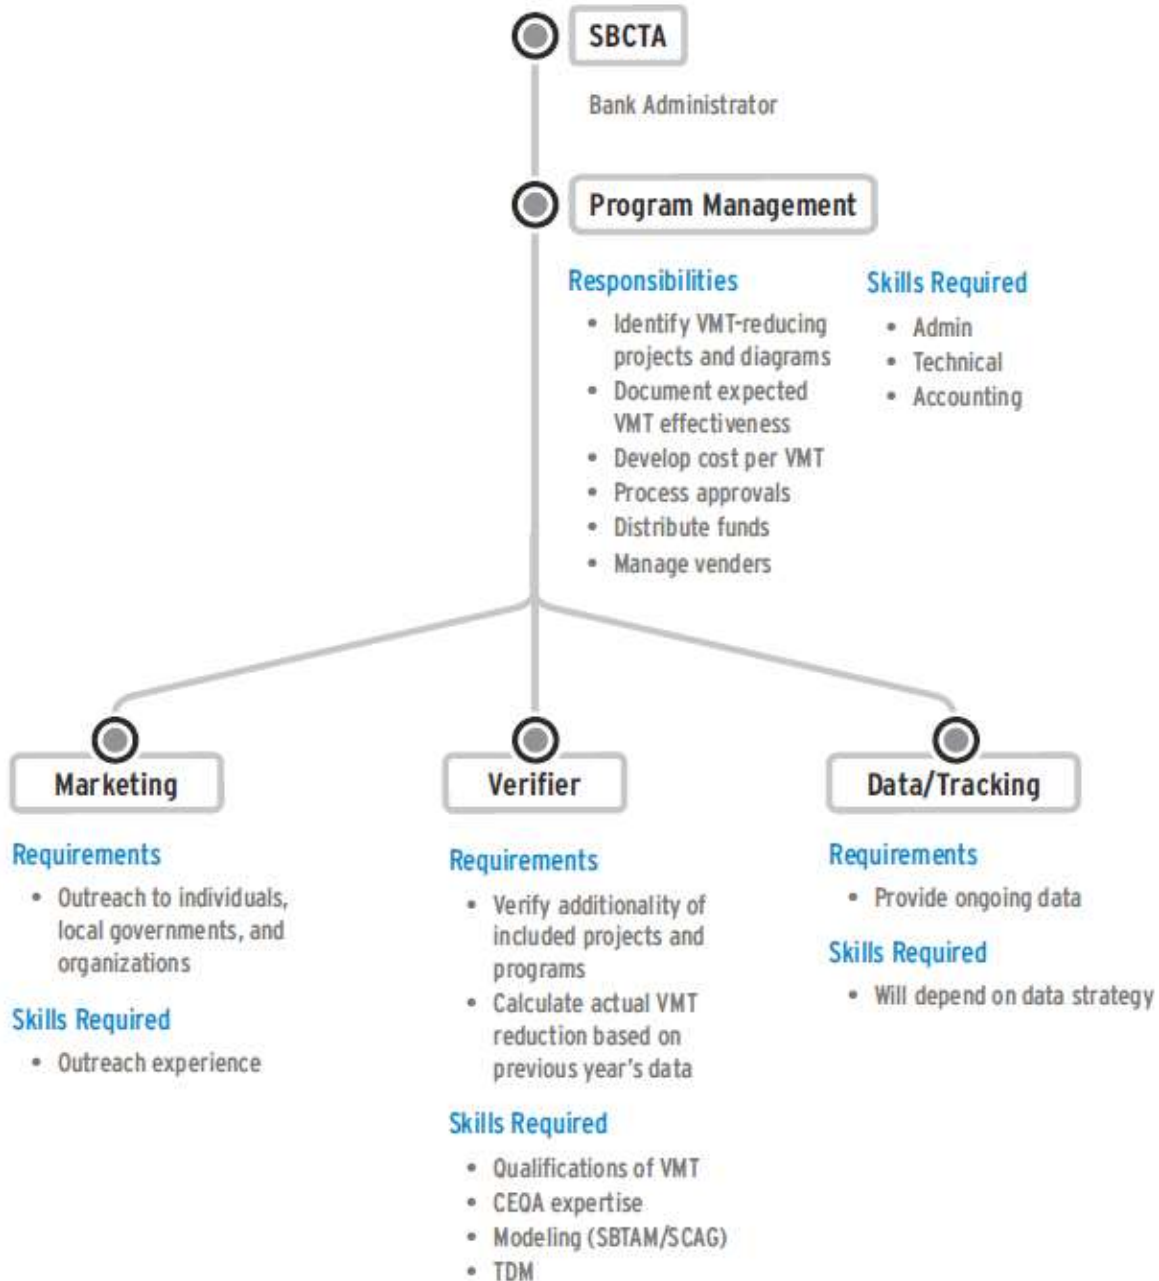 SBCTA
Bank Administrator
Program Management
Responsibilities
• Identify VMT-reducing
projects and diagrams
• Document expected
VMT effectiveness
• Develop cost per VMT
• Process approvals
• Distribute funds
• Manage venders
Skills Required
• Admin
• Technical
• Accounting
Marketing
Requirements
• Outreach to individuals,
local governments, and
organizations
Skills Required
• Outreach experience
Verifier
Requirements
• Verify additionality of
included projects and
programs
• Calculate actual VMT
reduction based on
previous year's data
Skills Required
• Qualifications of VMT
• CEQA expertise
• Modeling (SBTAM/SCAG)
• TDM
Data/Tracking
Requirements
• Provide ongoing data
Skills Required
• Will depend on data strategy